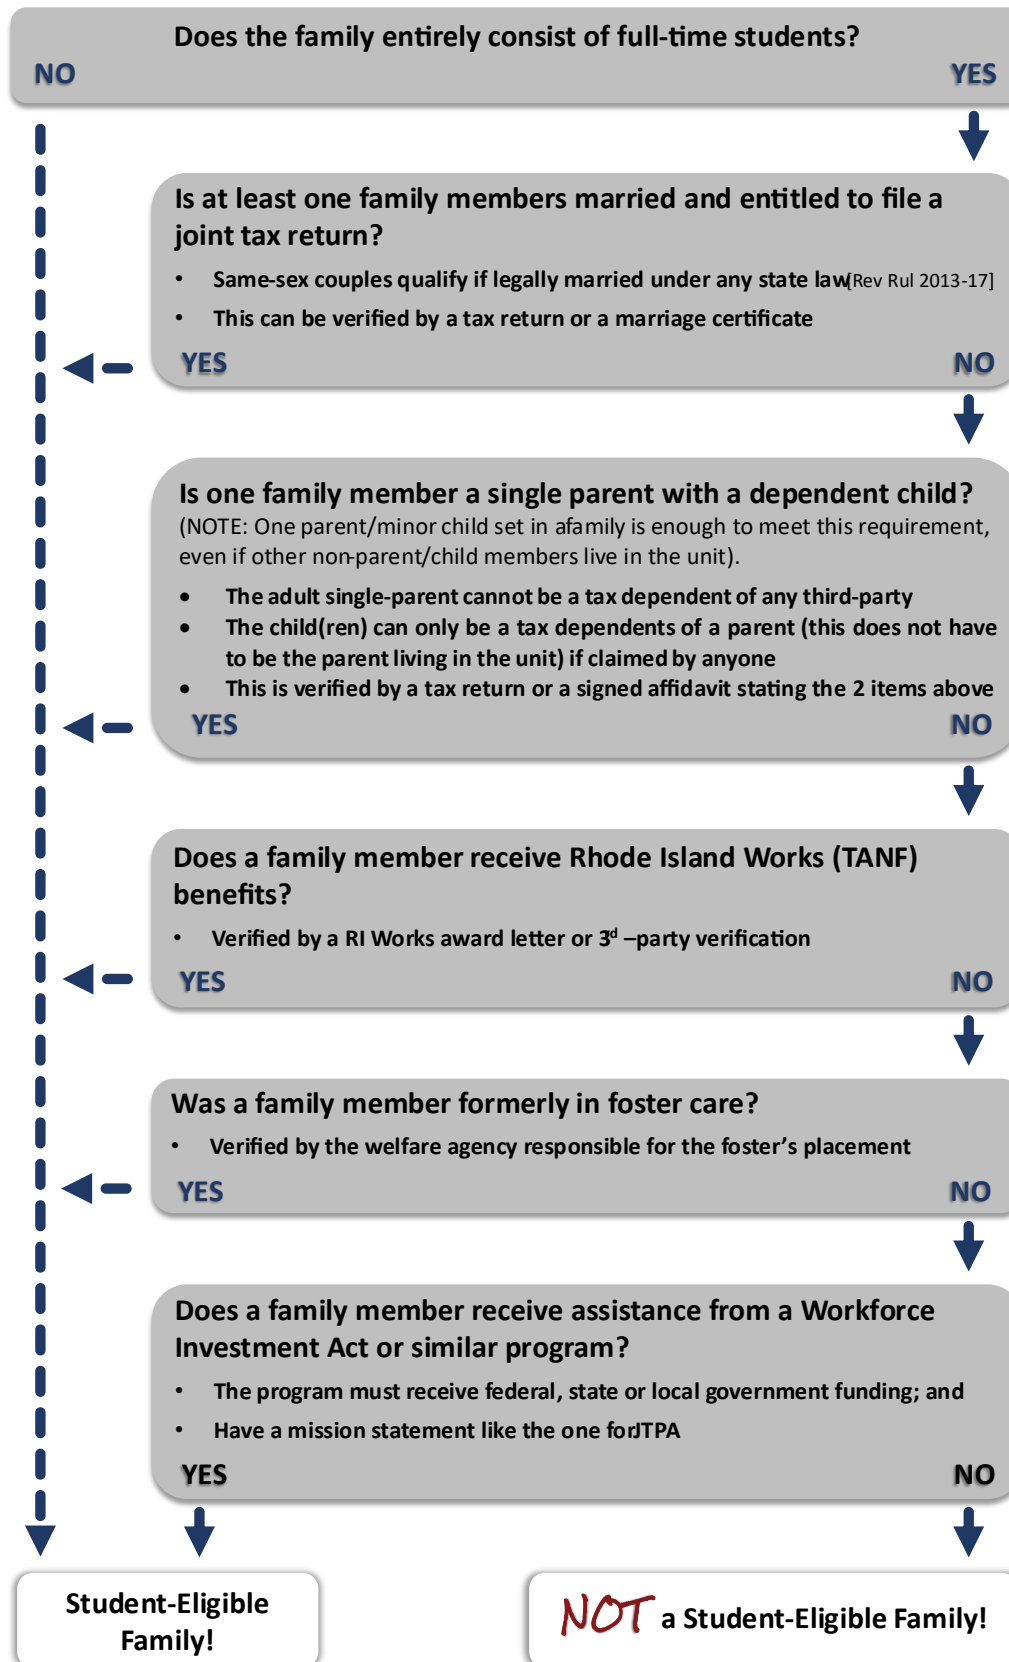 Does the family entirely consist of full-time students?
NO YES
Is at least one family members married and entitled to file a
joint tax return?
• Same-sex couples qualify if legally married under any state law [Rev Rul 2013-17]
• This can be verified by a tax return or a marriage certificate
YES NO
Is one family member a single parent with a dependent child?
(NOTE: One parent/minor child set in afamily is enough to meet this requirement,
even if other non-parent/child members live in the unit).
• The adult single-parent cannot be a tax dependent of any third-party
• The child(ren) can only be a tax dependents of a parent (this does not have
to be the parent living in the unit) if claimed by anyone
• This is verified by a tax return or a signed affidavit stating the 2 items above
YES NO
Does a family member receive Rhode Island Works (TANF)
benefits?
• Verified by a RI Works award letter or 3rd –party verification
YES NO
Was a family member formerly in foster care?
• Verified by the welfare agency responsible for the foster’s placement
YES NO
Does a family member receive assistance from a Workforce
Investment Act or similar program?
• The program must receive federal, state or local government funding; and
• Have a mission statement like the one for JTPA
YES NO
Student-Eligible
Family!
NOT a Student-Eligible Family!